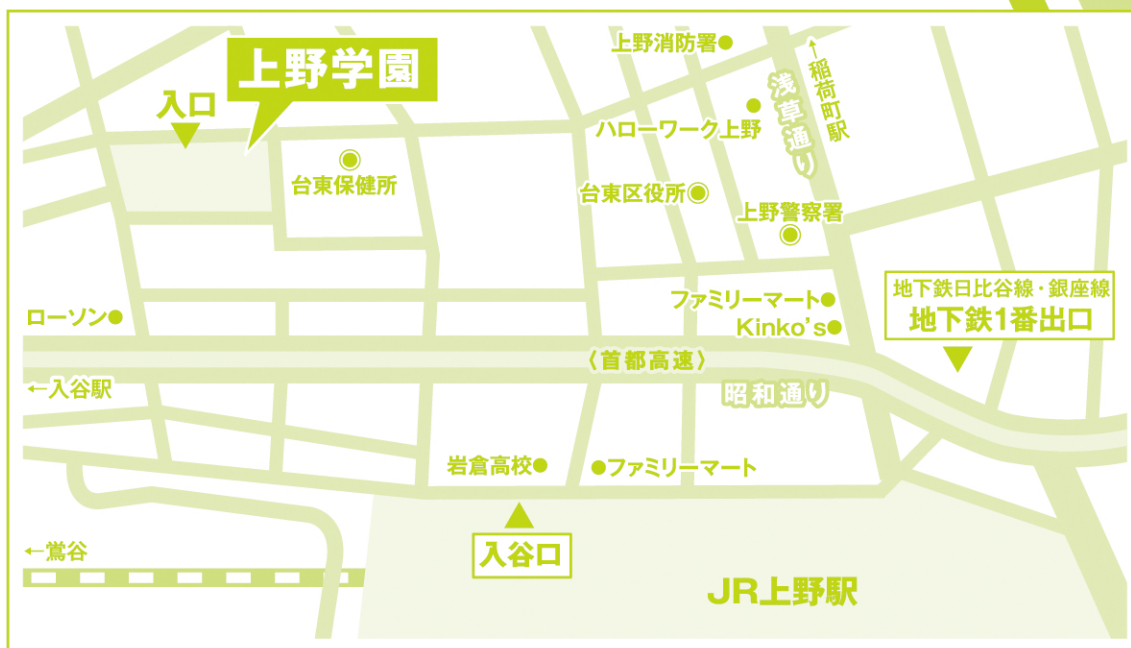 上野消防署
上野学園
←稲荷町駅
浅草通り
入口
ハローワーク上野
台東保健所
台東区役所
上野警察署
地下鉄日比谷線・銀座線
地下鉄1番出口
ファミリーマート
ローソン
Kinko's
〈首都高速〉
←入谷駅
昭和通り
岩倉高校
ファミリーマート
入谷口
←鶯谷
JR上野駅